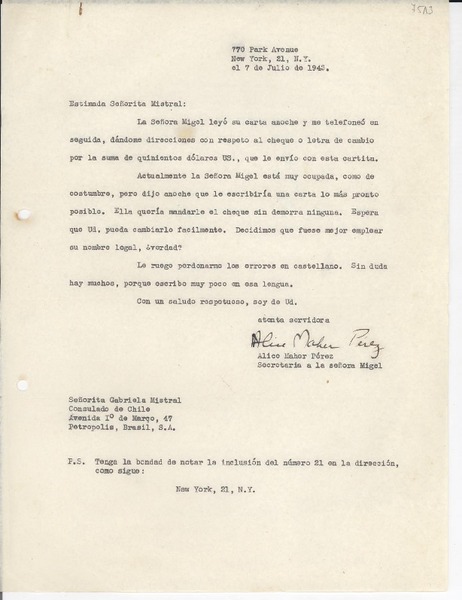 7513
770 Park Avenue
New York, 21, N.Y.
el 7 de Julio de 1943.
Estimada Señorita Mistral:
La Señora Migel leyó su carta anoche y me telefoneó en
seguida, dándome direcciones con respeto al cheque o letra de cambio
por la suma de quinientos dólares US., que le envío con esta cartita.
Actualmente la Señora Migel está muy ocupada, como de
costumbre, pero dijo anoche que le escribiría una carta lo más pronto
posible. Ella quería mandarle el cheque sin demorra ninguna. Espera
que Ud. pueda cambiarlo facilmente. Decidimos que fuese mejor emplear
su nombre legal, ¿verdad?
Le ruego perdonarme los errores en castellano. Sin duda
hay muchos, porque escribo muy poco en esa lengua.
Con un saludo respetuoso, soy de Ud.
atenta servidora
Alice Maher Pérez
Alice Maher Pérez
Secretaria a la señora Migel
Señorita Gabriela Mistral
Consulado de Chile
Avenida 1º de Março, 47
Petropolis, Brasil, S.A.
P.S. Tenga la bondad de notar la inclusión del número 21 en la dirección,
como sigue:
New York, 21, N.Y.